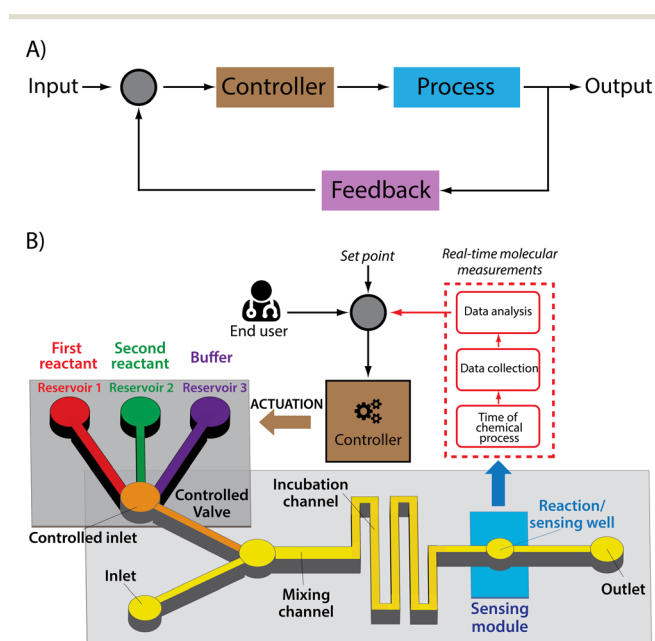 A)
Input
Controller
Process
Output
Feedback
B)
Set point
Real-time molecular
measurements
End user
Data analysis
Data collection
Time of
chemical
process
First
reactant
Second
reactant
Buffer
Reservoir 1
Reservoir 2
Reservoir 3
ACTUATION
Controller
Controlled
Valve
Controlled inlet
Incubation
channel
Reaction/
sensing well
Inlet
Mixing
channel
Sensing
module
Outlet